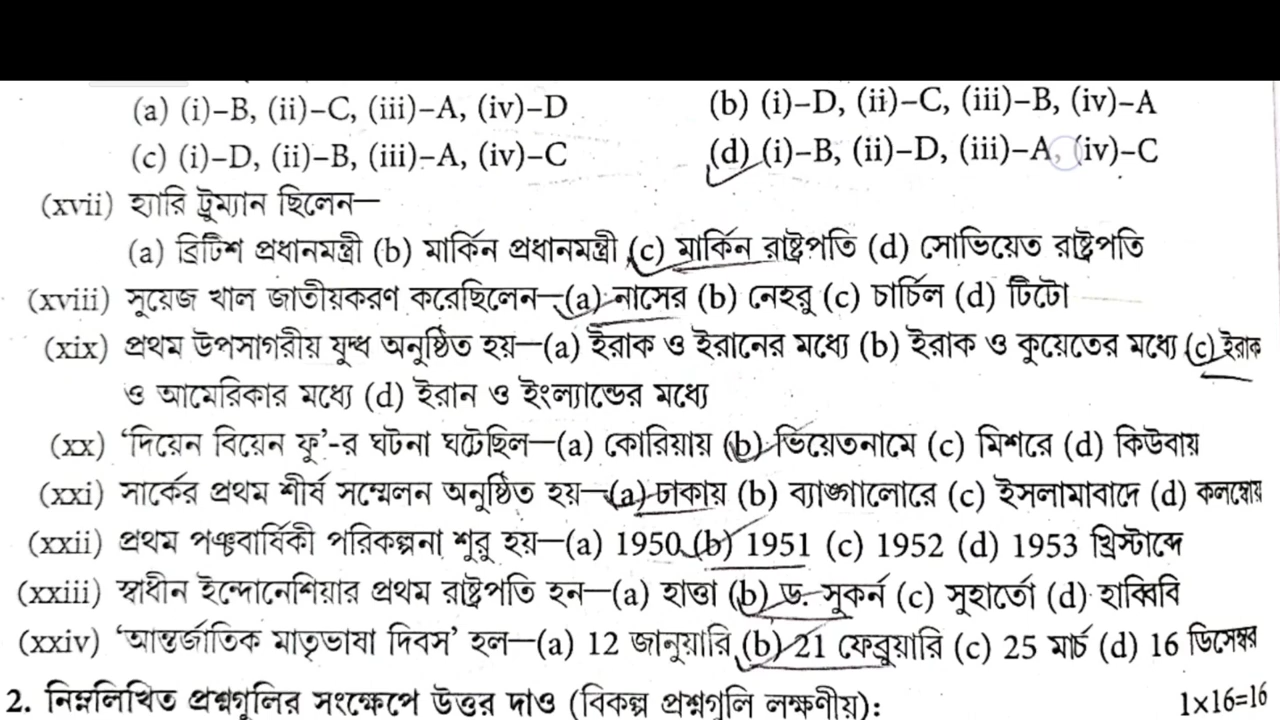 (a) (i)–B, (ii)–C, (iii)–A, (iv)–D (b) (i)–D, (ii)–C, (iii)–B, (iv)–A
(c) (i)–D, (ii)–B, (iii)–A, (iv)–C (d) (i)–B, (ii)–D, (iii)–A, (iv)–C
(xvii) হ্যারি ট্রুম্যান ছিলেন—
(a) ব্রিটিশ প্রধানমন্ত্রী (b) মার্কিন প্রধানমন্ত্রী (c) মার্কিন রাষ্ট্রপতি (d) সোভিয়েত রাষ্ট্রপতি
(xviii) সুয়েজ খাল জাতীয়করণ করেছিলেন—(a) নাসের (b) নেহরু (c) চার্চিল (d) টিটো
(xix) প্রথম উপসাগরীয় যুদ্ধ অনুষ্ঠিত হয়—(a) ইরাক ও ইরানের মধ্যে (b) ইরাক ও কুয়েতের মধ্যে (c) ইরাক
ও আমেরিকার মধ্যে (d) ইরান ও ইংল্যান্ডের মধ্যে
(xx) ‘দিয়েন বিয়েন ফু’-র ঘটনা ঘটেছিল—(a) কোরিয়ায় (b) ভিয়েতনামে (c) মিশরে (d) কিউবায়
(xxi) সার্কের প্রথম শীর্ষ সম্মেলন অনুষ্ঠিত হয়—(a) ঢাকায় (b) ব্যাঙ্গালোরে (c) ইসলামাবাদে (d) কলম্বোয়
(xxii) প্রথম পঞ্চবার্ষিকী পরিকল্পনা শুরু হয়—(a) 1950 (b) 1951 (c) 1952 (d) 1953 খ্রিস্টাব্দে
(xxiii) স্বাধীন ইন্দোনেশিয়ার প্রথম রাষ্ট্রপতি হন—(a) হাত্তা (b) ড. সুকর্ন (c) সুহার্তো (d) হাব্বিবি
(xxiv) ‘আন্তর্জাতিক মাতৃভাষা দিবস’ হল—(a) 12 জানুয়ারি (b) 21 ফেব্রুয়ারি (c) 25 মার্চ (d) 16 ডিসেম্বর
2. নিম্নলিখিত প্রশ্নগুলির সংক্ষেপে উত্তর দাও (বিকল্প প্রশ্নগুলি লক্ষণীয়): 1×16=16